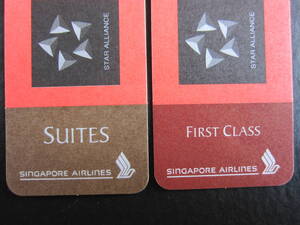 STAR ALLIANCE
SUITES
SINGAPORE AIRLINES
STAR ALLIANCE
FIRST CLASS
SINGAPORE AIRLINES